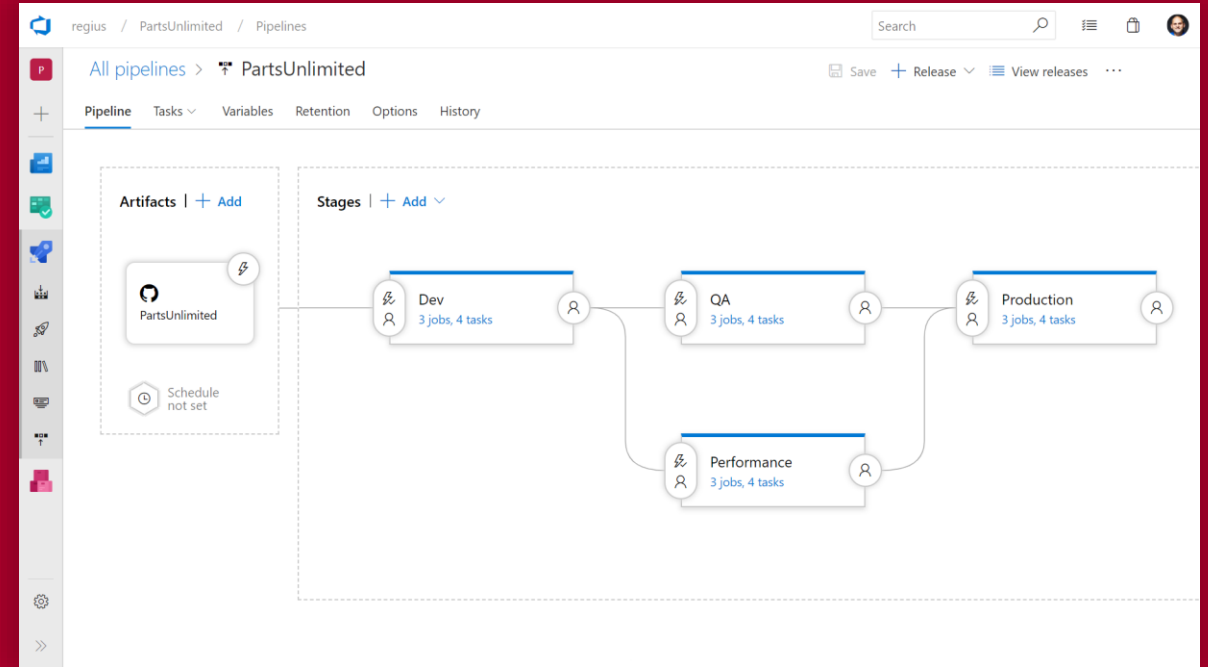 regius / PartsUnlimited / Pipelines
Search
P
All pipelines > PartsUnlimited
Save
Release
View releases
Pipeline
Tasks
Variables
Retention
Options
History
Artifacts | + Add
Stages | + Add
PartsUnlimited
Schedule
not set
Dev
3 jobs, 4 tasks
QA
3 jobs, 4 tasks
Production
3 jobs, 4 tasks
Performance
3 jobs, 4 tasks